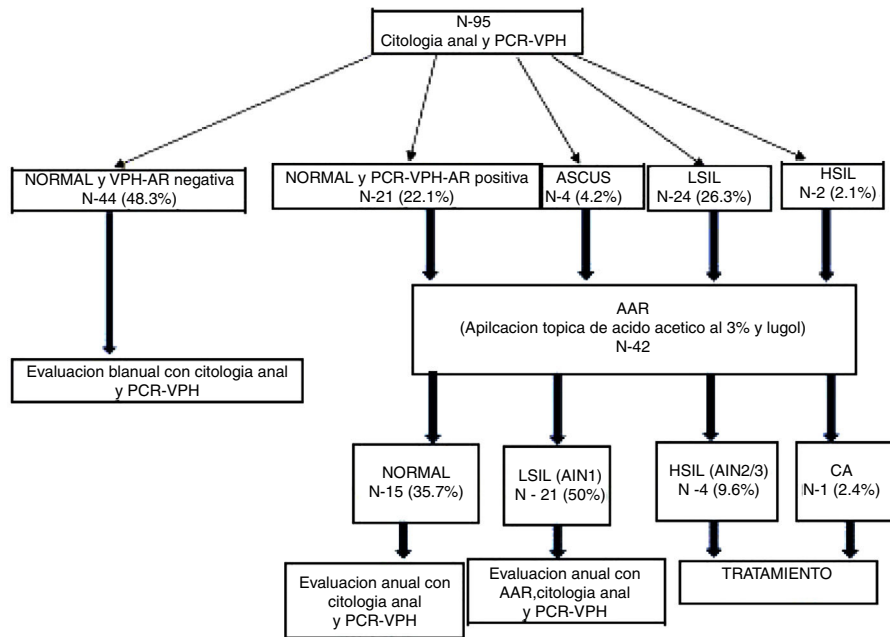 N-95
Citologia anal y PCR-VPH
NORMAL y VPH-AR negativa
N-44 (48.3%)
NORMAL y PCR-VPH-AR positiva
N-21 (22.1%)
ASCUS
N-4 (4.2%)
LSIL
N-24 (26.3%)
HSIL
N-2 (2.1%)
AAR
(Apilcacion topica de acido acetico al 3% y lugol)
N-42
Evaluacion blanual con citologia anal
y PCR-VPH
NORMAL
N-15 (35.7%)
LSIL (AIN1)
N - 21 (50%)
HSIL (AIN2/3)
N -4 (9.6%)
CA
N-1 (2.4%)
Evaluacion anual con
citologia anal
y PCR-VPH
Evaluacion anual con
AAR,citologia anal
y PCR-VPH
TRATAMIENTO